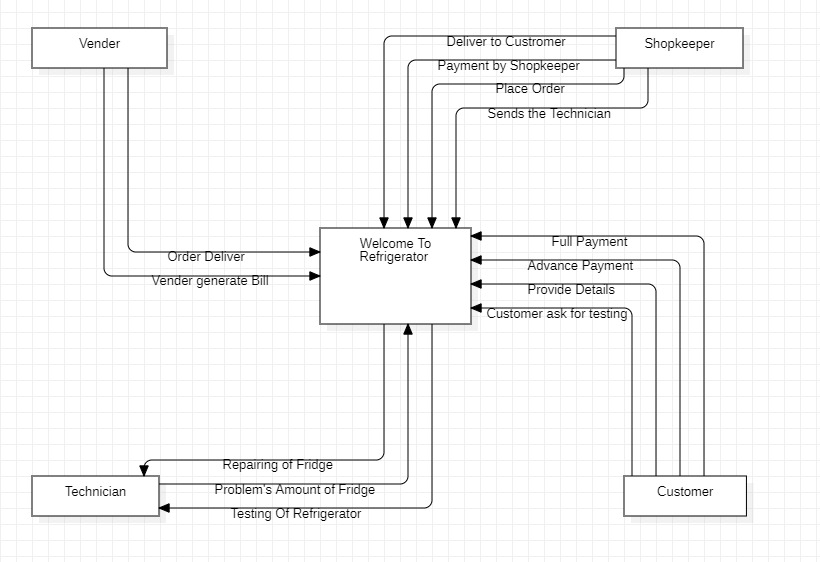 Vender
Shopkeeper
Deliver to Custromer
Payment by Shopkeeper
Place Order
Sends the Technician
Welcome To
Refrigerator
Order Deliver
Vender generate Bill
Full Payment
Advance Payment
Provide Details
Customer ask for testing
Repairing of Fridge
Technician
Problem's Amount of Fridge
Testing Of Refrigerator
Customer